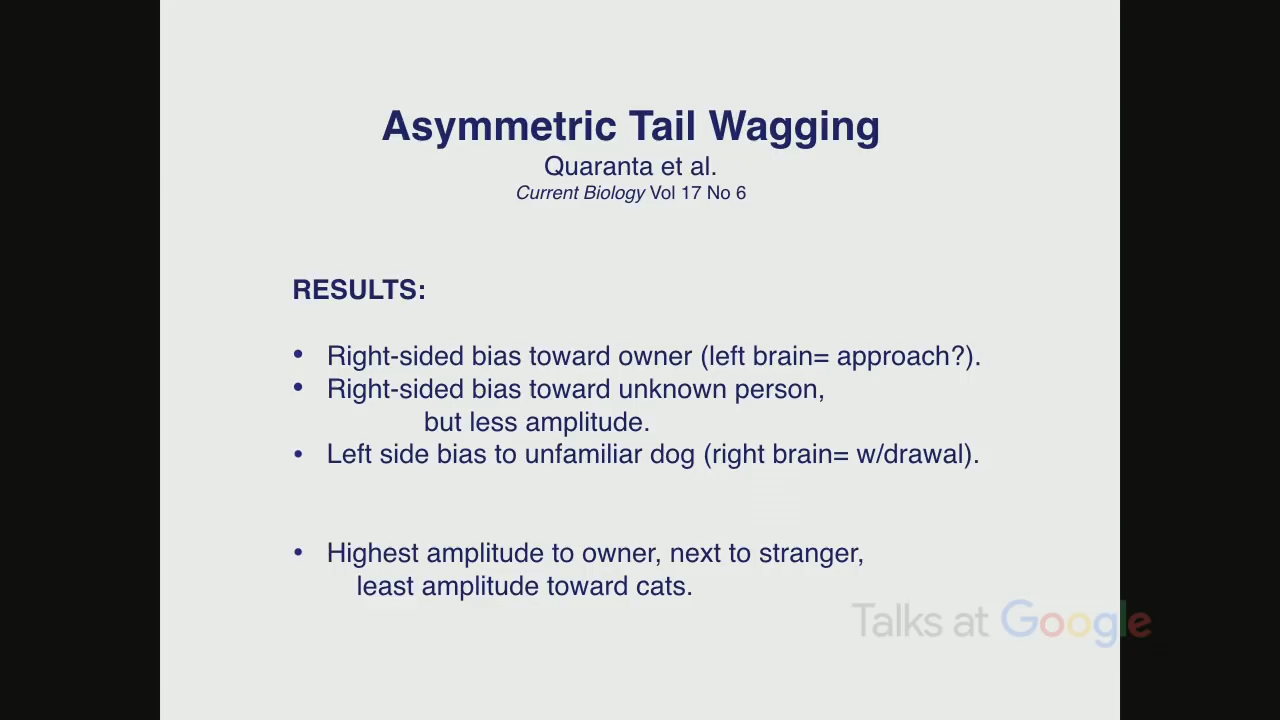 Asymmetric Tail Wagging
Quaranta et al.
Current Biology Vol 17 No 6
RESULTS:
• Right-sided bias toward owner (left brain= approach?).
• Right-sided bias toward unknown person,
but less amplitude.
• Left side bias to unfamiliar dog (right brain= w/drawal).
• Highest amplitude to owner, next to stranger,
least amplitude toward cats.
Talks at Google